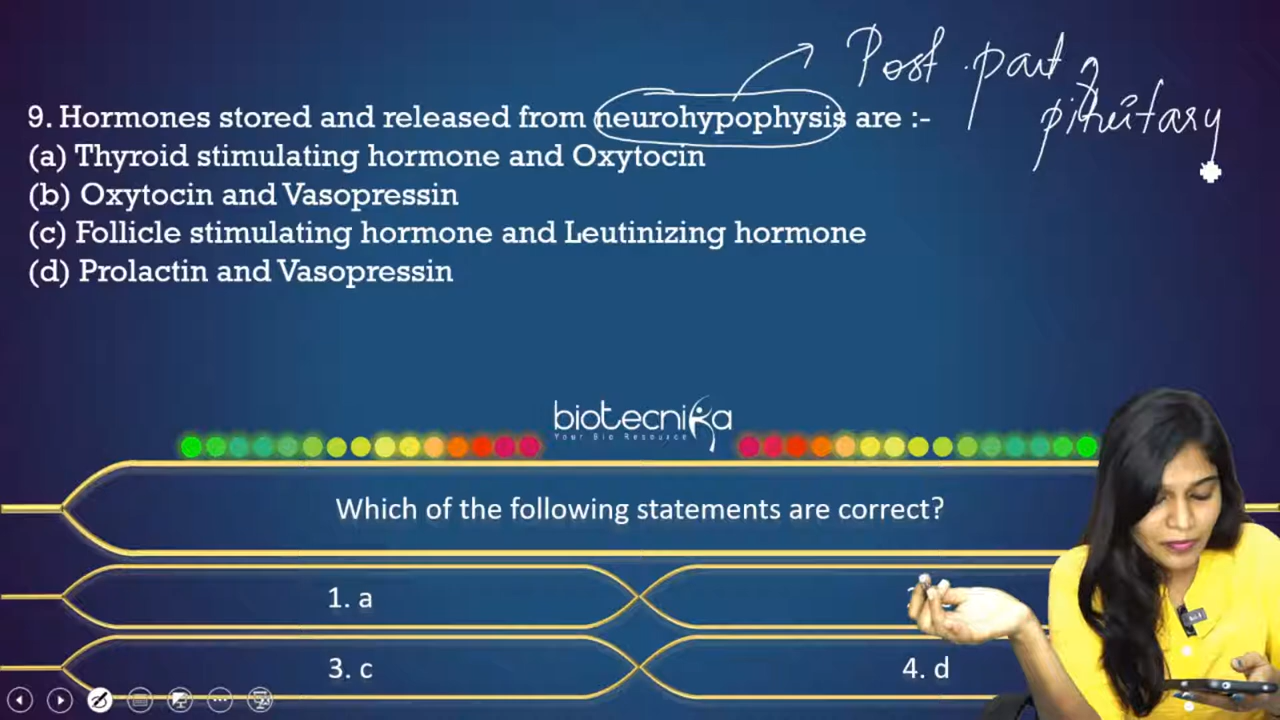 Post part of
pituitary
9. Hormones stored and released from neurohypophysis are :-
(a) Thyroid stimulating hormone and Oxytocin
(b) Oxytocin and Vasopressin
(c) Follicle stimulating hormone and Leutinizing hormone
(d) Prolactin and Vasopressin
biotecnika
Your Bio Resource
Which of the following statements are correct?
1. a
3. c
4. d